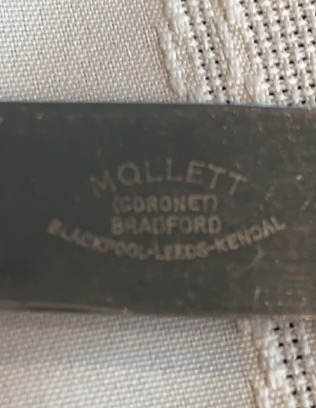 MOLLETT
(CORONET)
BRADFORD
BLACKPOOL-LEEDS-KENDAL